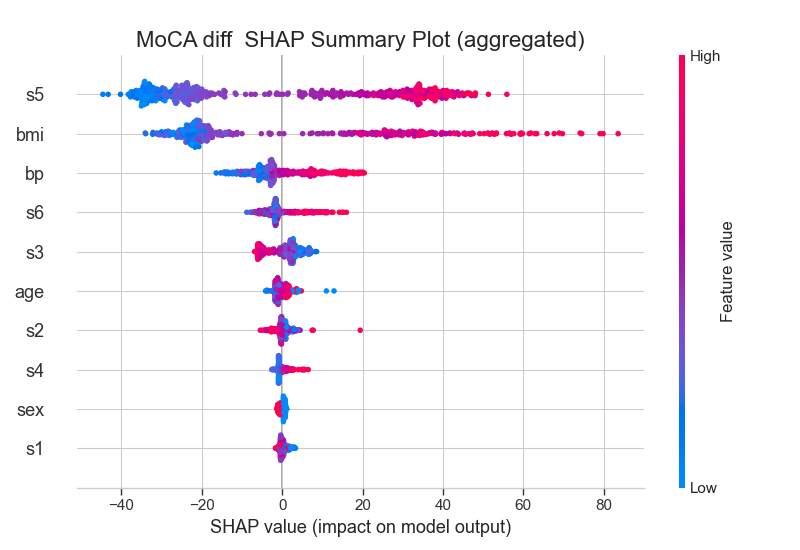 MoCA diff  SHAP Summary Plot (aggregated)
High
s5
bmi
bp
s6
s3
age
s2
s4
sex
s1
Feature value
Low
−40 −20 0 20 40 60 80
SHAP value (impact on model output)